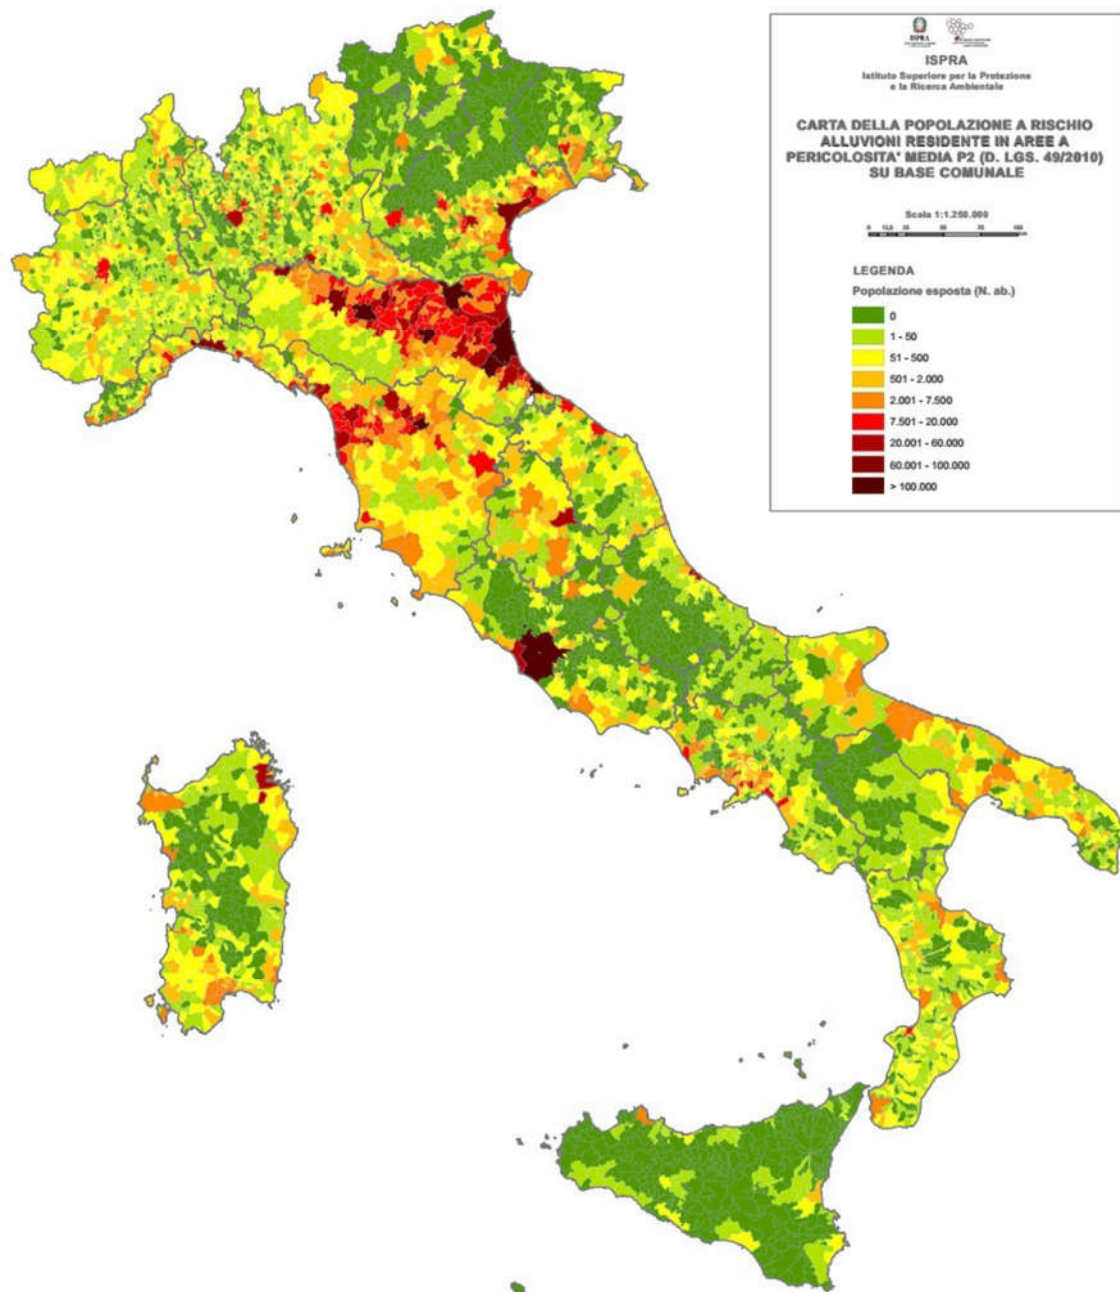 ISPRA
ISPRA
Istituto Superiore per la Protezione
e la Ricerca Ambientale
CARTA DELLA POPOLAZIONE A RISCHIO
ALLUVIONI RESIDENTE IN AREE A
PERICOLOSITA' MEDIA P2 (D. LGS. 49/2010)
SU BASE COMUNALE
Scala 1:1.250.000
LEGENDA
Popolazione esposta (N. ab.)
0
1 - 50
51 - 500
501 - 2.000
2.001 - 7.500
7.501 - 20.000
20.001 - 60.000
60.001 - 100.000
> 100.000